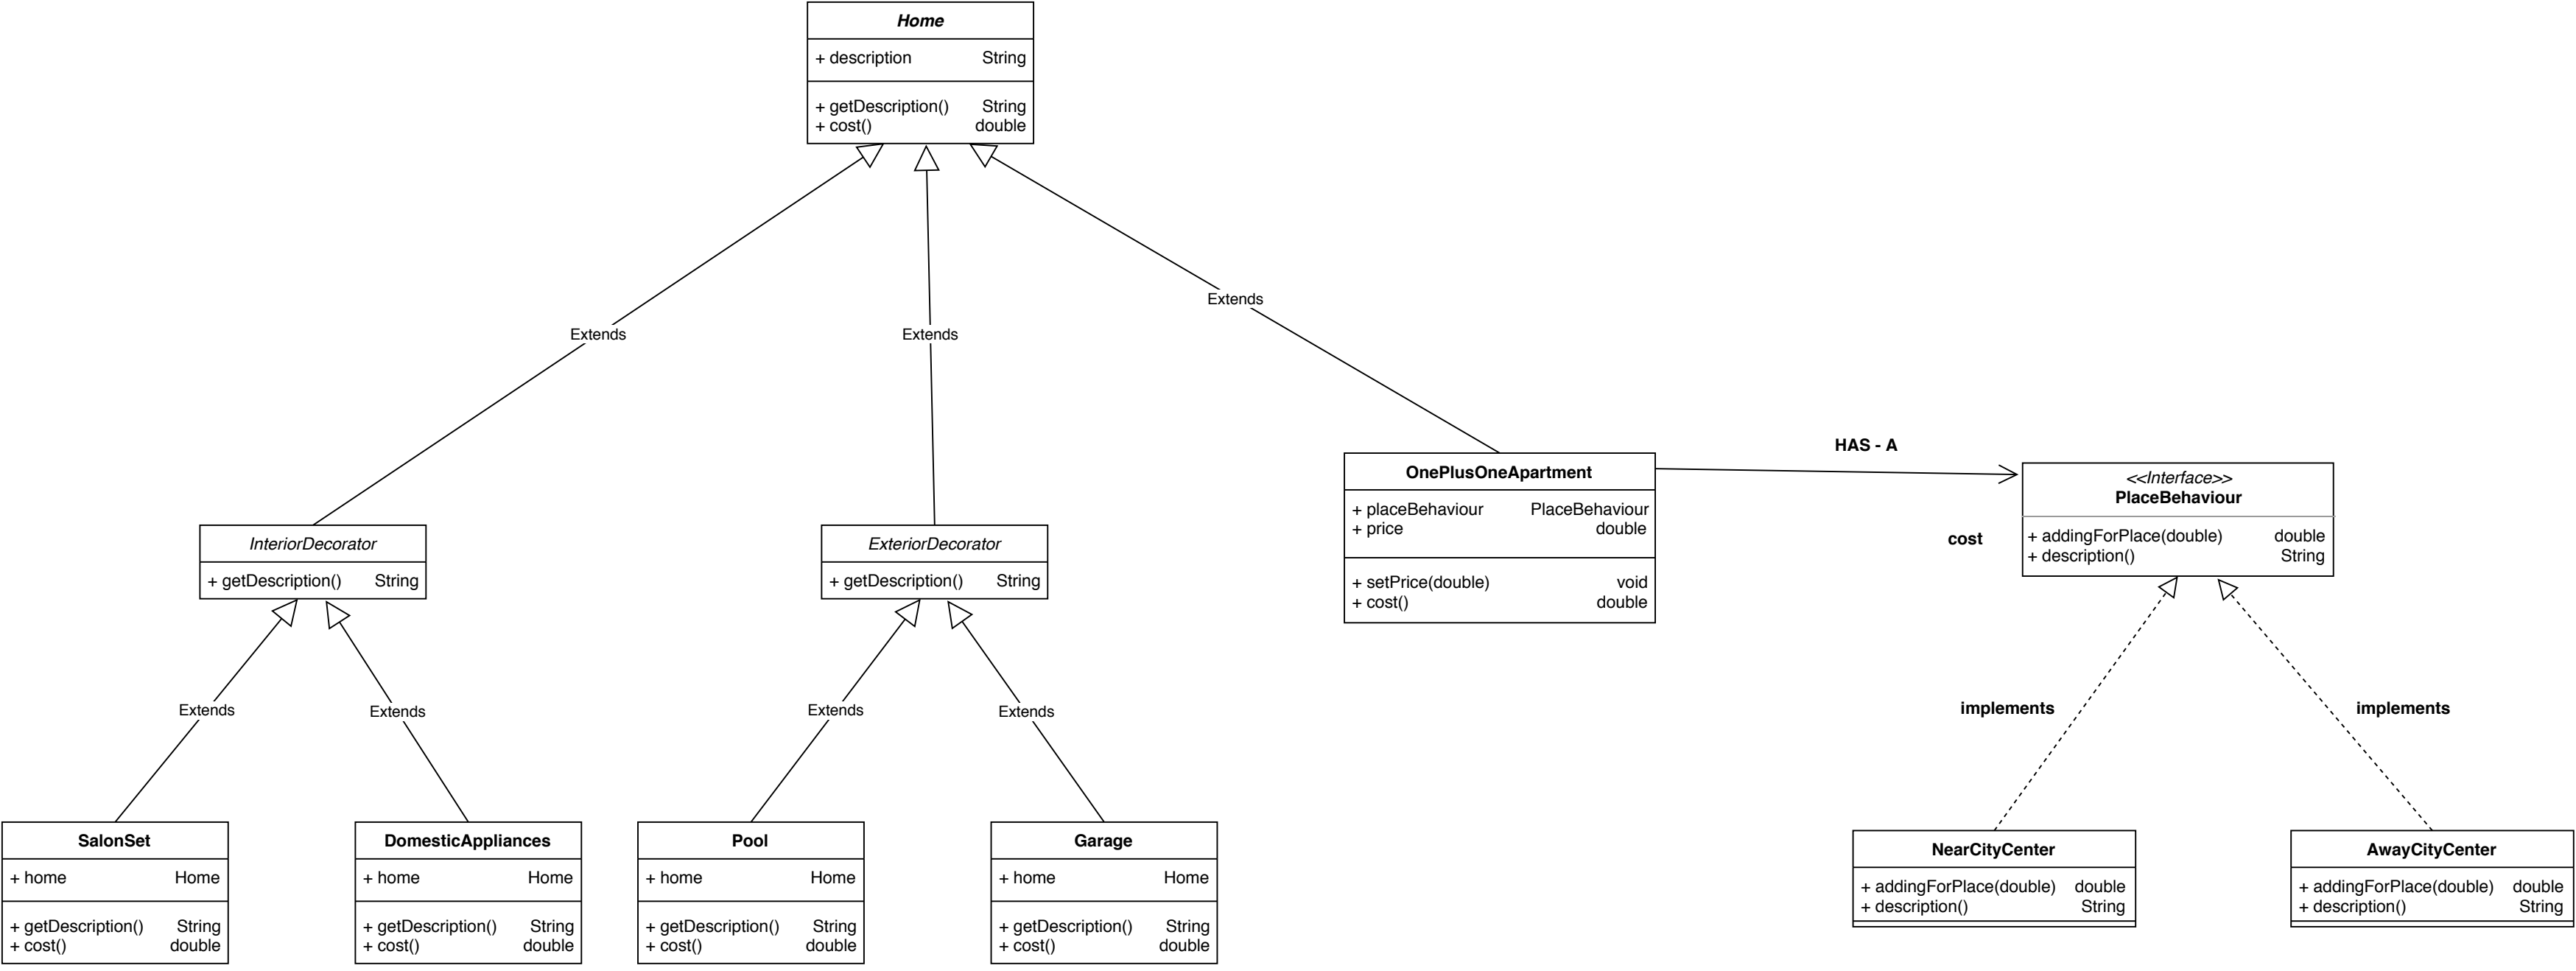 Home
+ description String
+ getDescription() String
+ cost() double
Extends
Extends
Extends
InteriorDecorator
+ getDescription() String
ExteriorDecorator
+ getDescription() String
OnePlusOneApartment
+ placeBehaviour PlaceBehaviour
+ price double
+ setPrice(double) void
+ cost() double
HAS - A
cost
<<Interface>>
PlaceBehaviour
+ addingForPlace(double) double
+ description() String
Extends
Extends
Extends
Extends
implements
implements
SalonSet
+ home Home
+ getDescription() String
+ cost() double
DomesticAppliances
+ home Home
+ getDescription() String
+ cost() double
Pool
+ home Home
+ getDescription() String
+ cost() double
Garage
+ home Home
+ getDescription() String
+ cost() double
NearCityCenter
+ addingForPlace(double) double
+ description() String
AwayCityCenter
+ addingForPlace(double) double
+ description() String